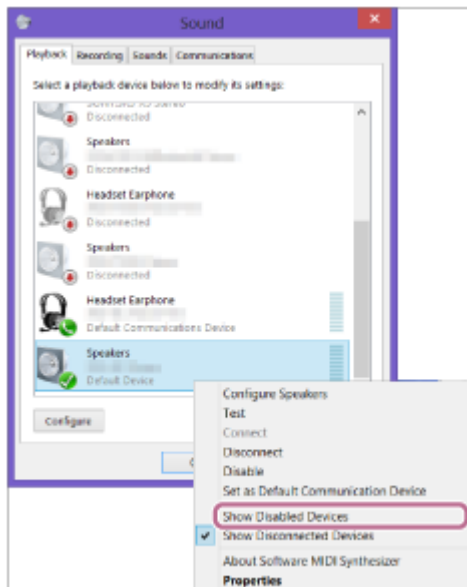 Sound
Playback Recording Sounds Communications
Select a playback device below to modify its settings:
Disconnected
Speakers
Disconnected
Headset Earphone
Disconnected
Speakers
Disconnected
Headset Earphone
Default Communications Device
Speakers
Default Device
Configure
Configure Speakers
Test
Connect
Disconnect
Disable
Set as Default Communication Device
Show Disabled Devices
Show Disconnected Devices
About Software MIDI Synthesizer
Properties